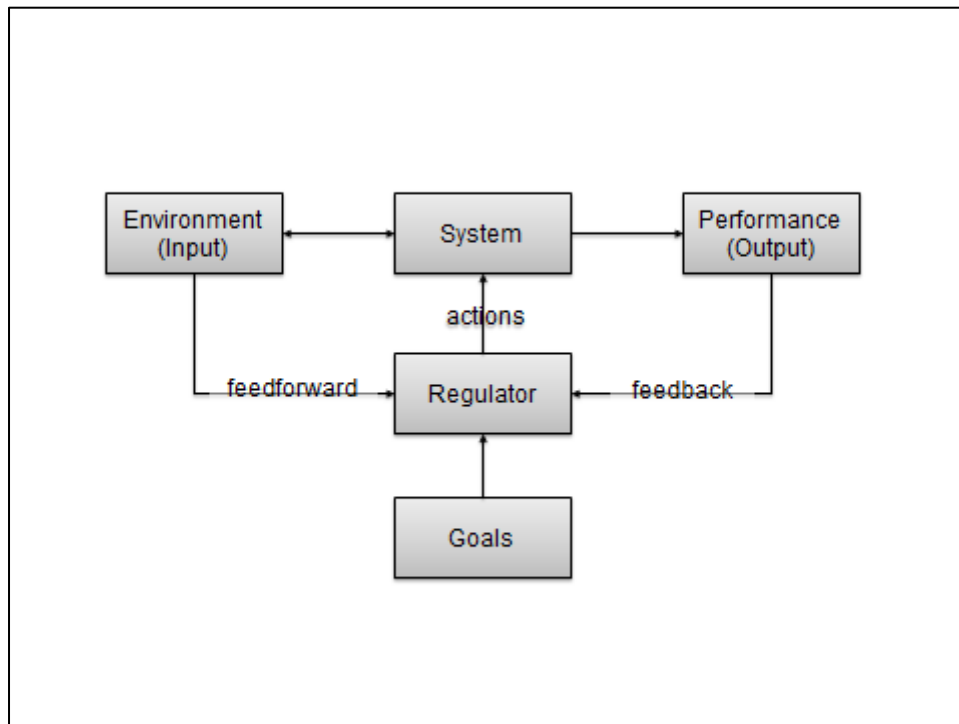 Environment
(Input)
System
Performance
(Output)
actions
feedforward
Regulator
feedback
Goals